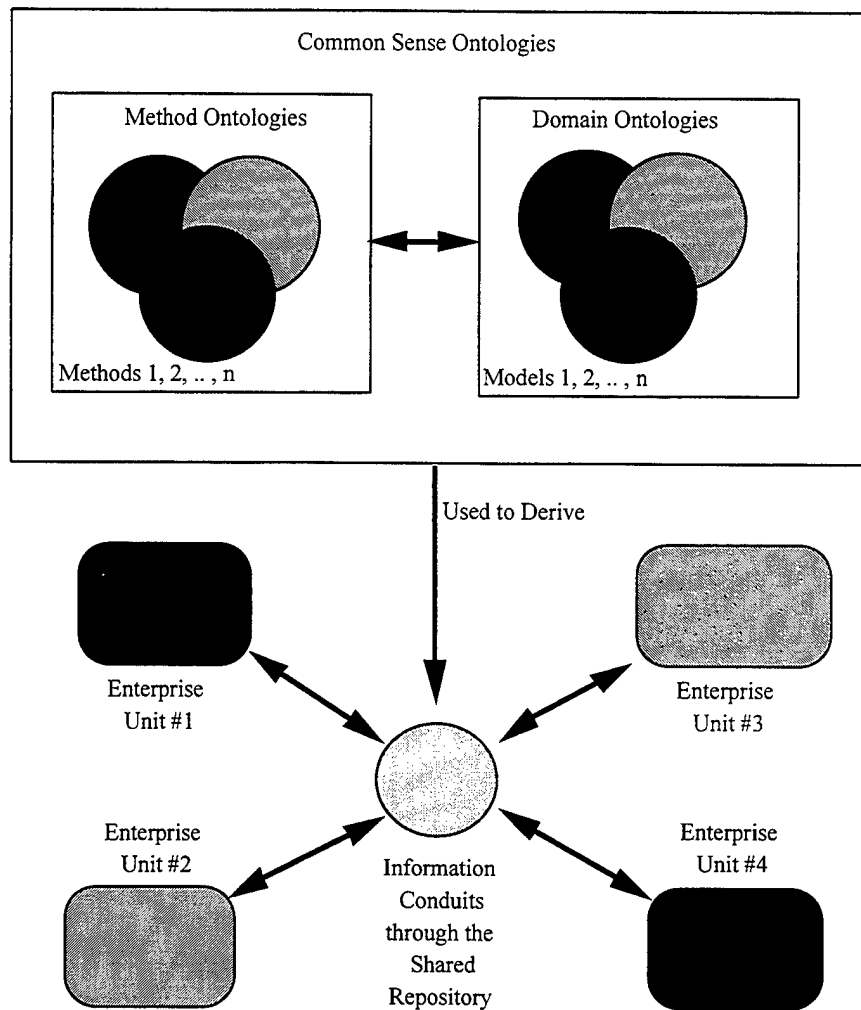 Common Sense Ontologies
Method Ontologies
Domain Ontologies
Methods 1, 2, .. , n
Models 1, 2, .. , n
Used to Derive
Enterprise
Unit #1
Enterprise
Unit #3
Enterprise
Unit #2
Enterprise
Unit #4
Information
Conduits
through the
Shared
Repository